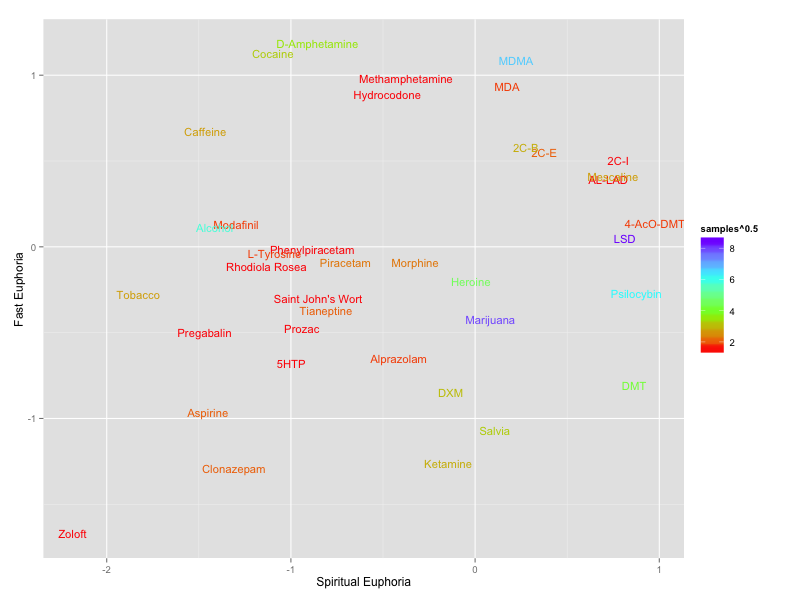 D-Amphetamine
Cocaine
MDMA
1
Methamphetamine
MDA
Hydrocodone
Caffeine
2C-B
2C-E
2C-I
Mescaline
AL-LAD
Modafinil
Alcohol
4-AcO-DMT
samples^0.5
LSD
0
Phenylpiracetam
L-Tyrosine
8
Rhodiola Rosea
Piracetam
Morphine
Fast Euphoria
Heroine
6
Tobacco
Saint John's Wort
Psilocybin
Tianeptine
4
Marijuana
Pregabalin
Prozac
2
5HTP
Alprazolam
DXM
DMT
-1
Aspirine
Salvia
Clonazepam
Ketamine
Zoloft
-2
-1
0
1
Spiritual Euphoria